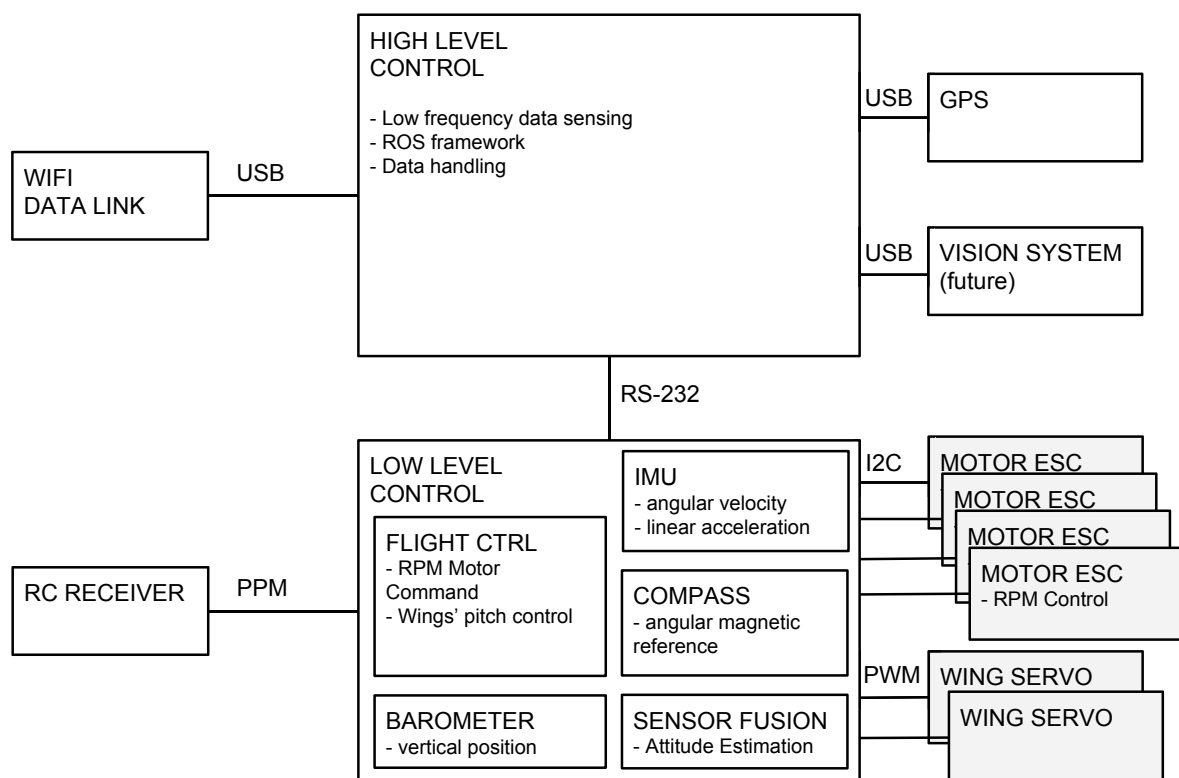 HIGH LEVEL
CONTROL
- Low frequency data sensing
- ROS framework
- Data handling
WIFI
DATA LINK
USB
USB
GPS
USB
VISION SYSTEM
(future)
RS-232
LOW LEVEL
CONTROL
FLIGHT CTRL
- RPM Motor
Command
- Wings' pitch control
BAROMETER
- vertical position
IMU
- angular velocity
- linear acceleration
COMPASS
- angular magnetic
reference
SENSOR FUSION
- Attitude Estimation
RC RECEIVER
PPM
I2C
MOTOR ESC
MOTOR ESC
MOTOR ESC
MOTOR ESC
- RPM Control
PWM
WING SERVO
WING SERVO